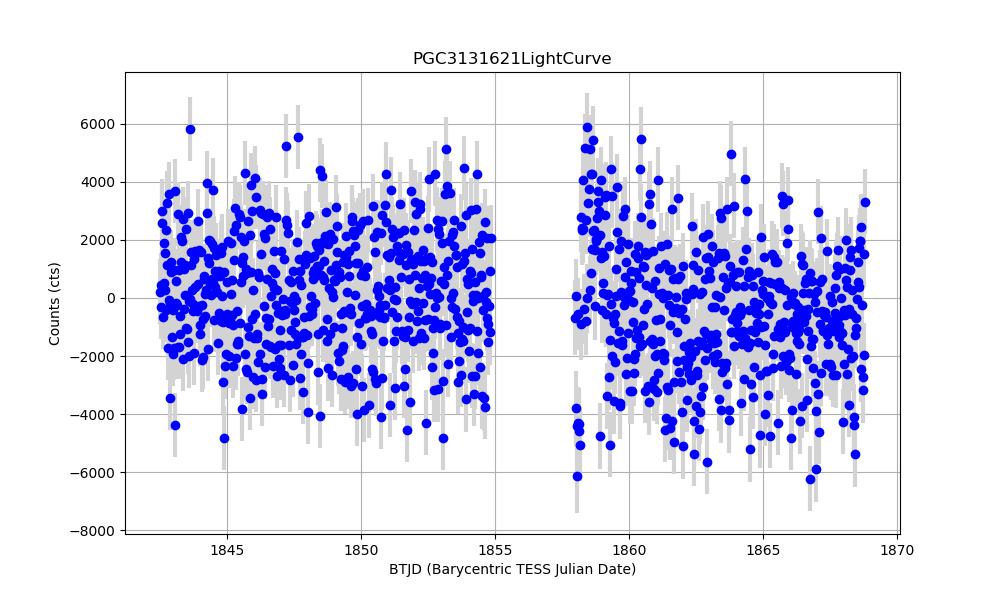 PGC3131621LightCurve
6000
4000
2000
0
−2000
−4000
−6000
−8000
Counts (cts)
1845 1850 1855 1860 1865 1870
BTJD (Barycentric TESS Julian Date)